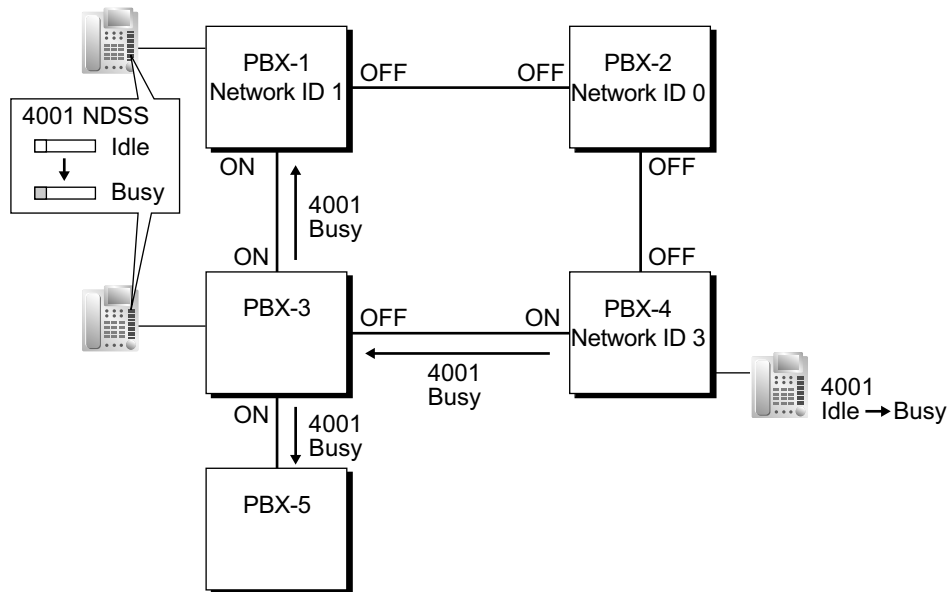 PBX-1
Network ID 1
OFF
OFF
PBX-2
Network ID 0
4001 NDSS
Idle
Busy
ON
OFF
4001
Busy
ON
OFF
PBX-3
OFF
ON
PBX-4
Network ID 3
4001
Busy
4001
Idle → Busy
ON
4001
Busy
PBX-5